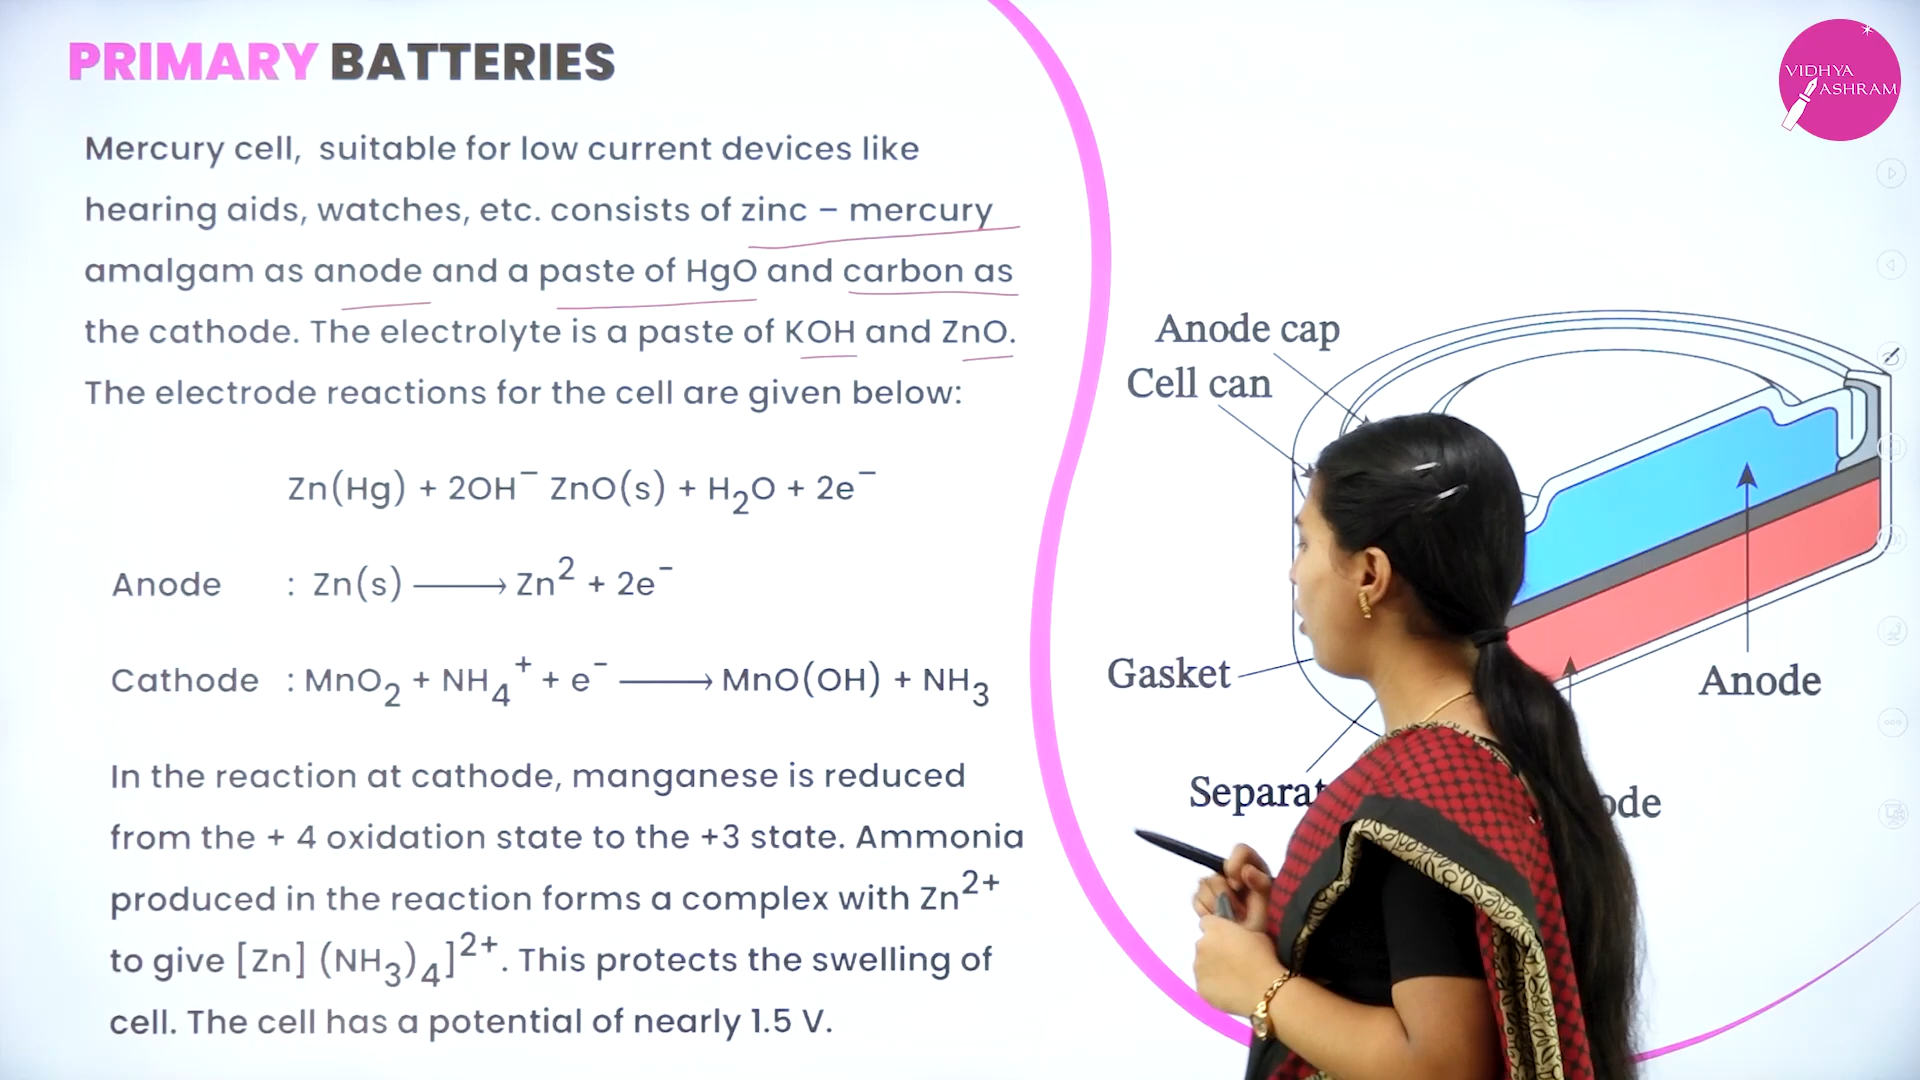 PRIMARY BATTERIES
VIDHYA
ASHRAM
Mercury cell, suitable for low current devices like
hearing aids, watches, etc. consists of zinc – mercury
amalgam as anode and a paste of HgO and carbon as
the cathode. The electrolyte is a paste of KOH and ZnO.
The electrode reactions for the cell are given below:
Zn(Hg) + 2OH⁻ ZnO(s) + H₂O + 2e⁻
Anode : Zn(s) ⟶ Zn² + 2e⁻
Cathode : MnO₂ + NH₄⁺ + e⁻ ⟶ MnO(OH) + NH₃
In the reaction at cathode, manganese is reduced
from the + 4 oxidation state to the +3 state. Ammonia
produced in the reaction forms a complex with Zn²⁺
to give [Zn] (NH₃)₄]²⁺. This protects the swelling of
cell. The cell has a potential of nearly 1.5 V.
Anode cap
Cell can
Gasket
Anode